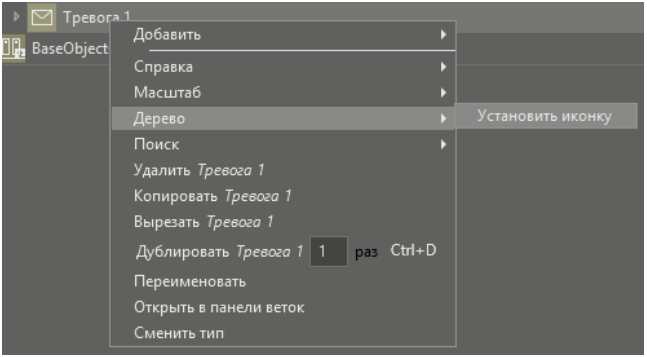 Тревога 1
Добавить
BaseObject
Справка
Масштаб
Дерево
Установить иконку
Поиск
Удалить Тревога 1
Копировать Тревога 1
Вырезать Тревога 1
Дублировать Тревога 1 1 раз Ctrl+D
Переименовать
Открыть в панели веток
Сменить тип